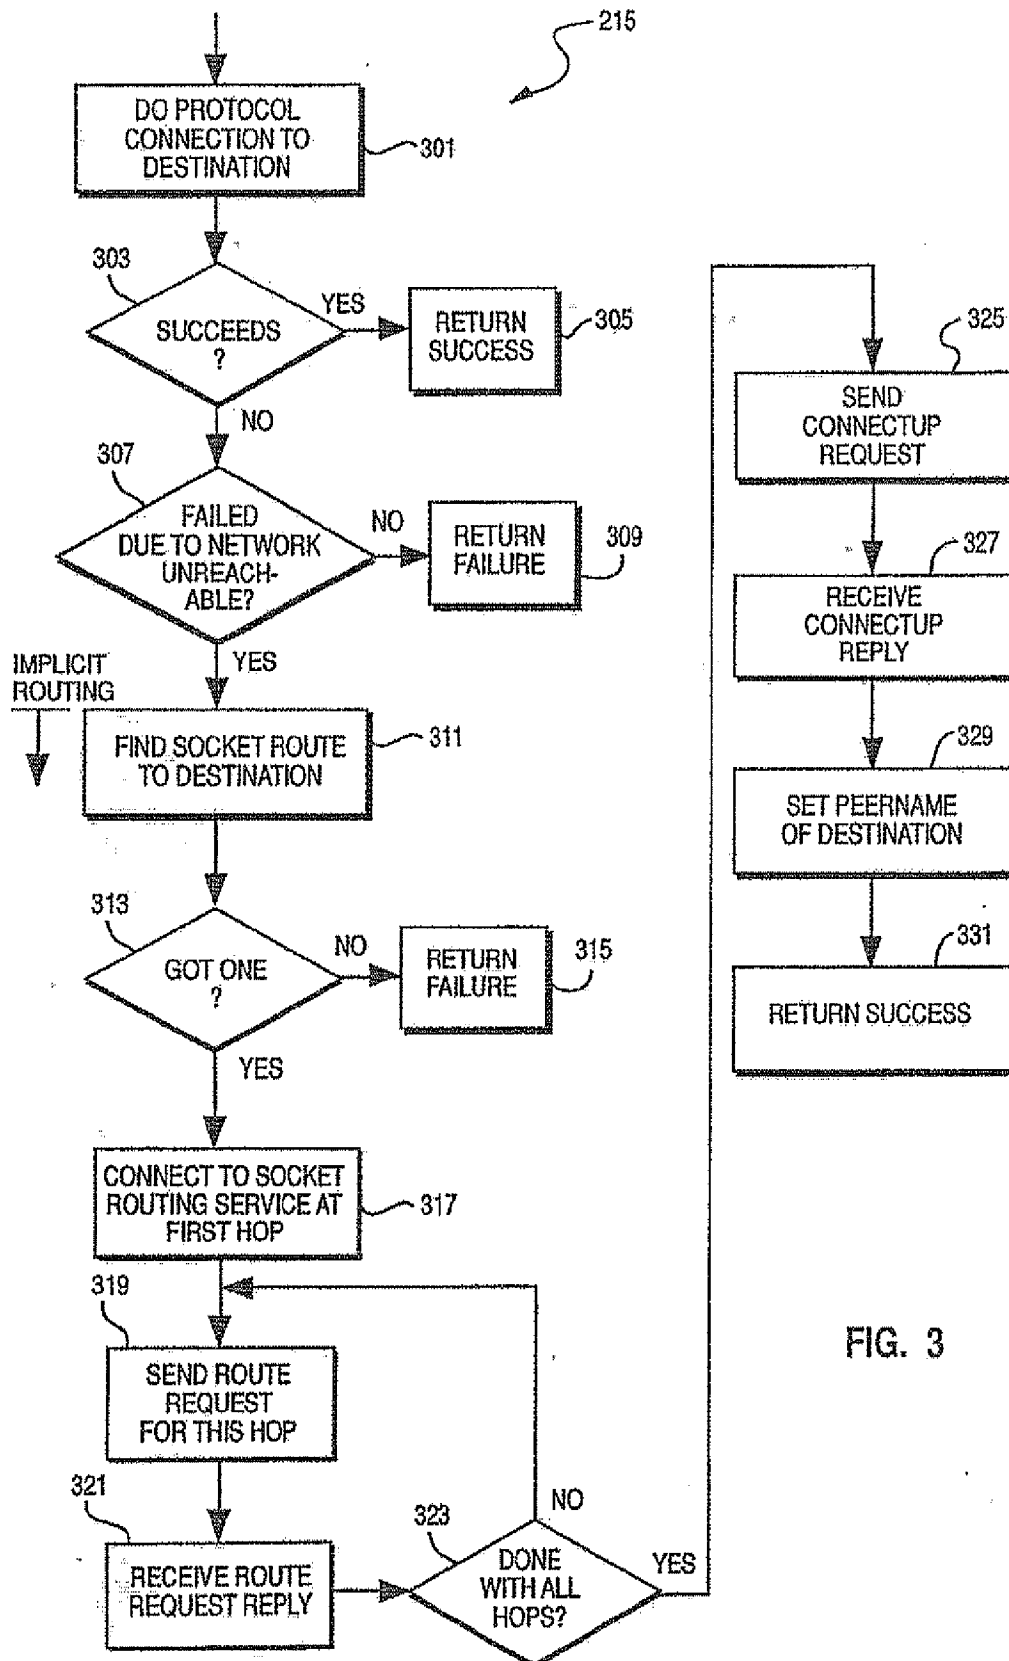 215
DO PROTOCOL
CONNECTION TO
DESTINATION
301
303
SUCCEEDS
?
YES
RETURN
SUCCESS
305
NO
307
FAILED
DUE TO NETWORK
UNREACH-
ABLE?
NO
RETURN
FAILURE
309
YES
IMPLICIT
ROUTING
FIND SOCKET ROUTE
TO DESTINATION
311
313
GOT ONE
?
NO
RETURN
FAILURE
315
YES
CONNECT TO SOCKET
ROUTING SERVICE AT
FIRST HOP
317
319
SEND ROUTE
REQUEST
FOR THIS HOP
321
RECEIVE ROUTE
REQUEST REPLY
323
DONE
WITH ALL
HOPS?
NO
YES
325
SEND
CONNECTUP
REQUEST
327
RECEIVE
CONNECTUP
REPLY
329
SET PEERNAME
OF DESTINATION
331
RETURN SUCCESS
FIG. 3